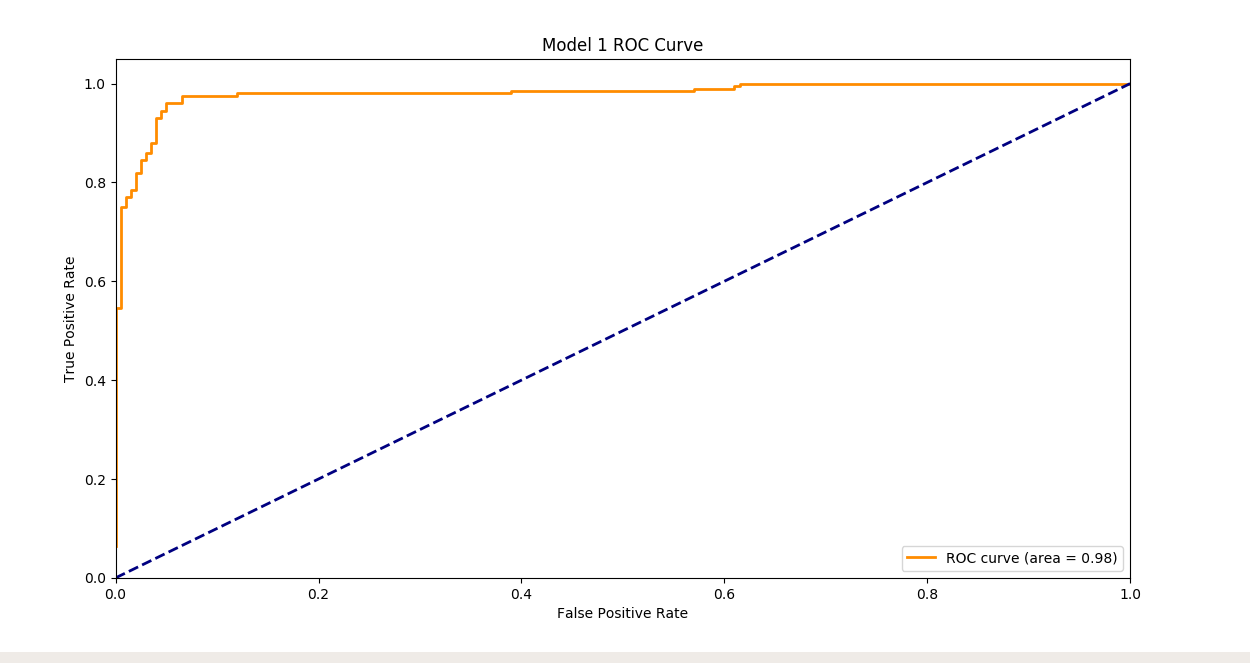 Model 1 ROC Curve
1.0
0.8
0.6
0.4
0.2
0.0
True Positive Rate
ROC curve (area = 0.98)
0.0 0.2 0.4 0.6 0.8 1.0
False Positive Rate